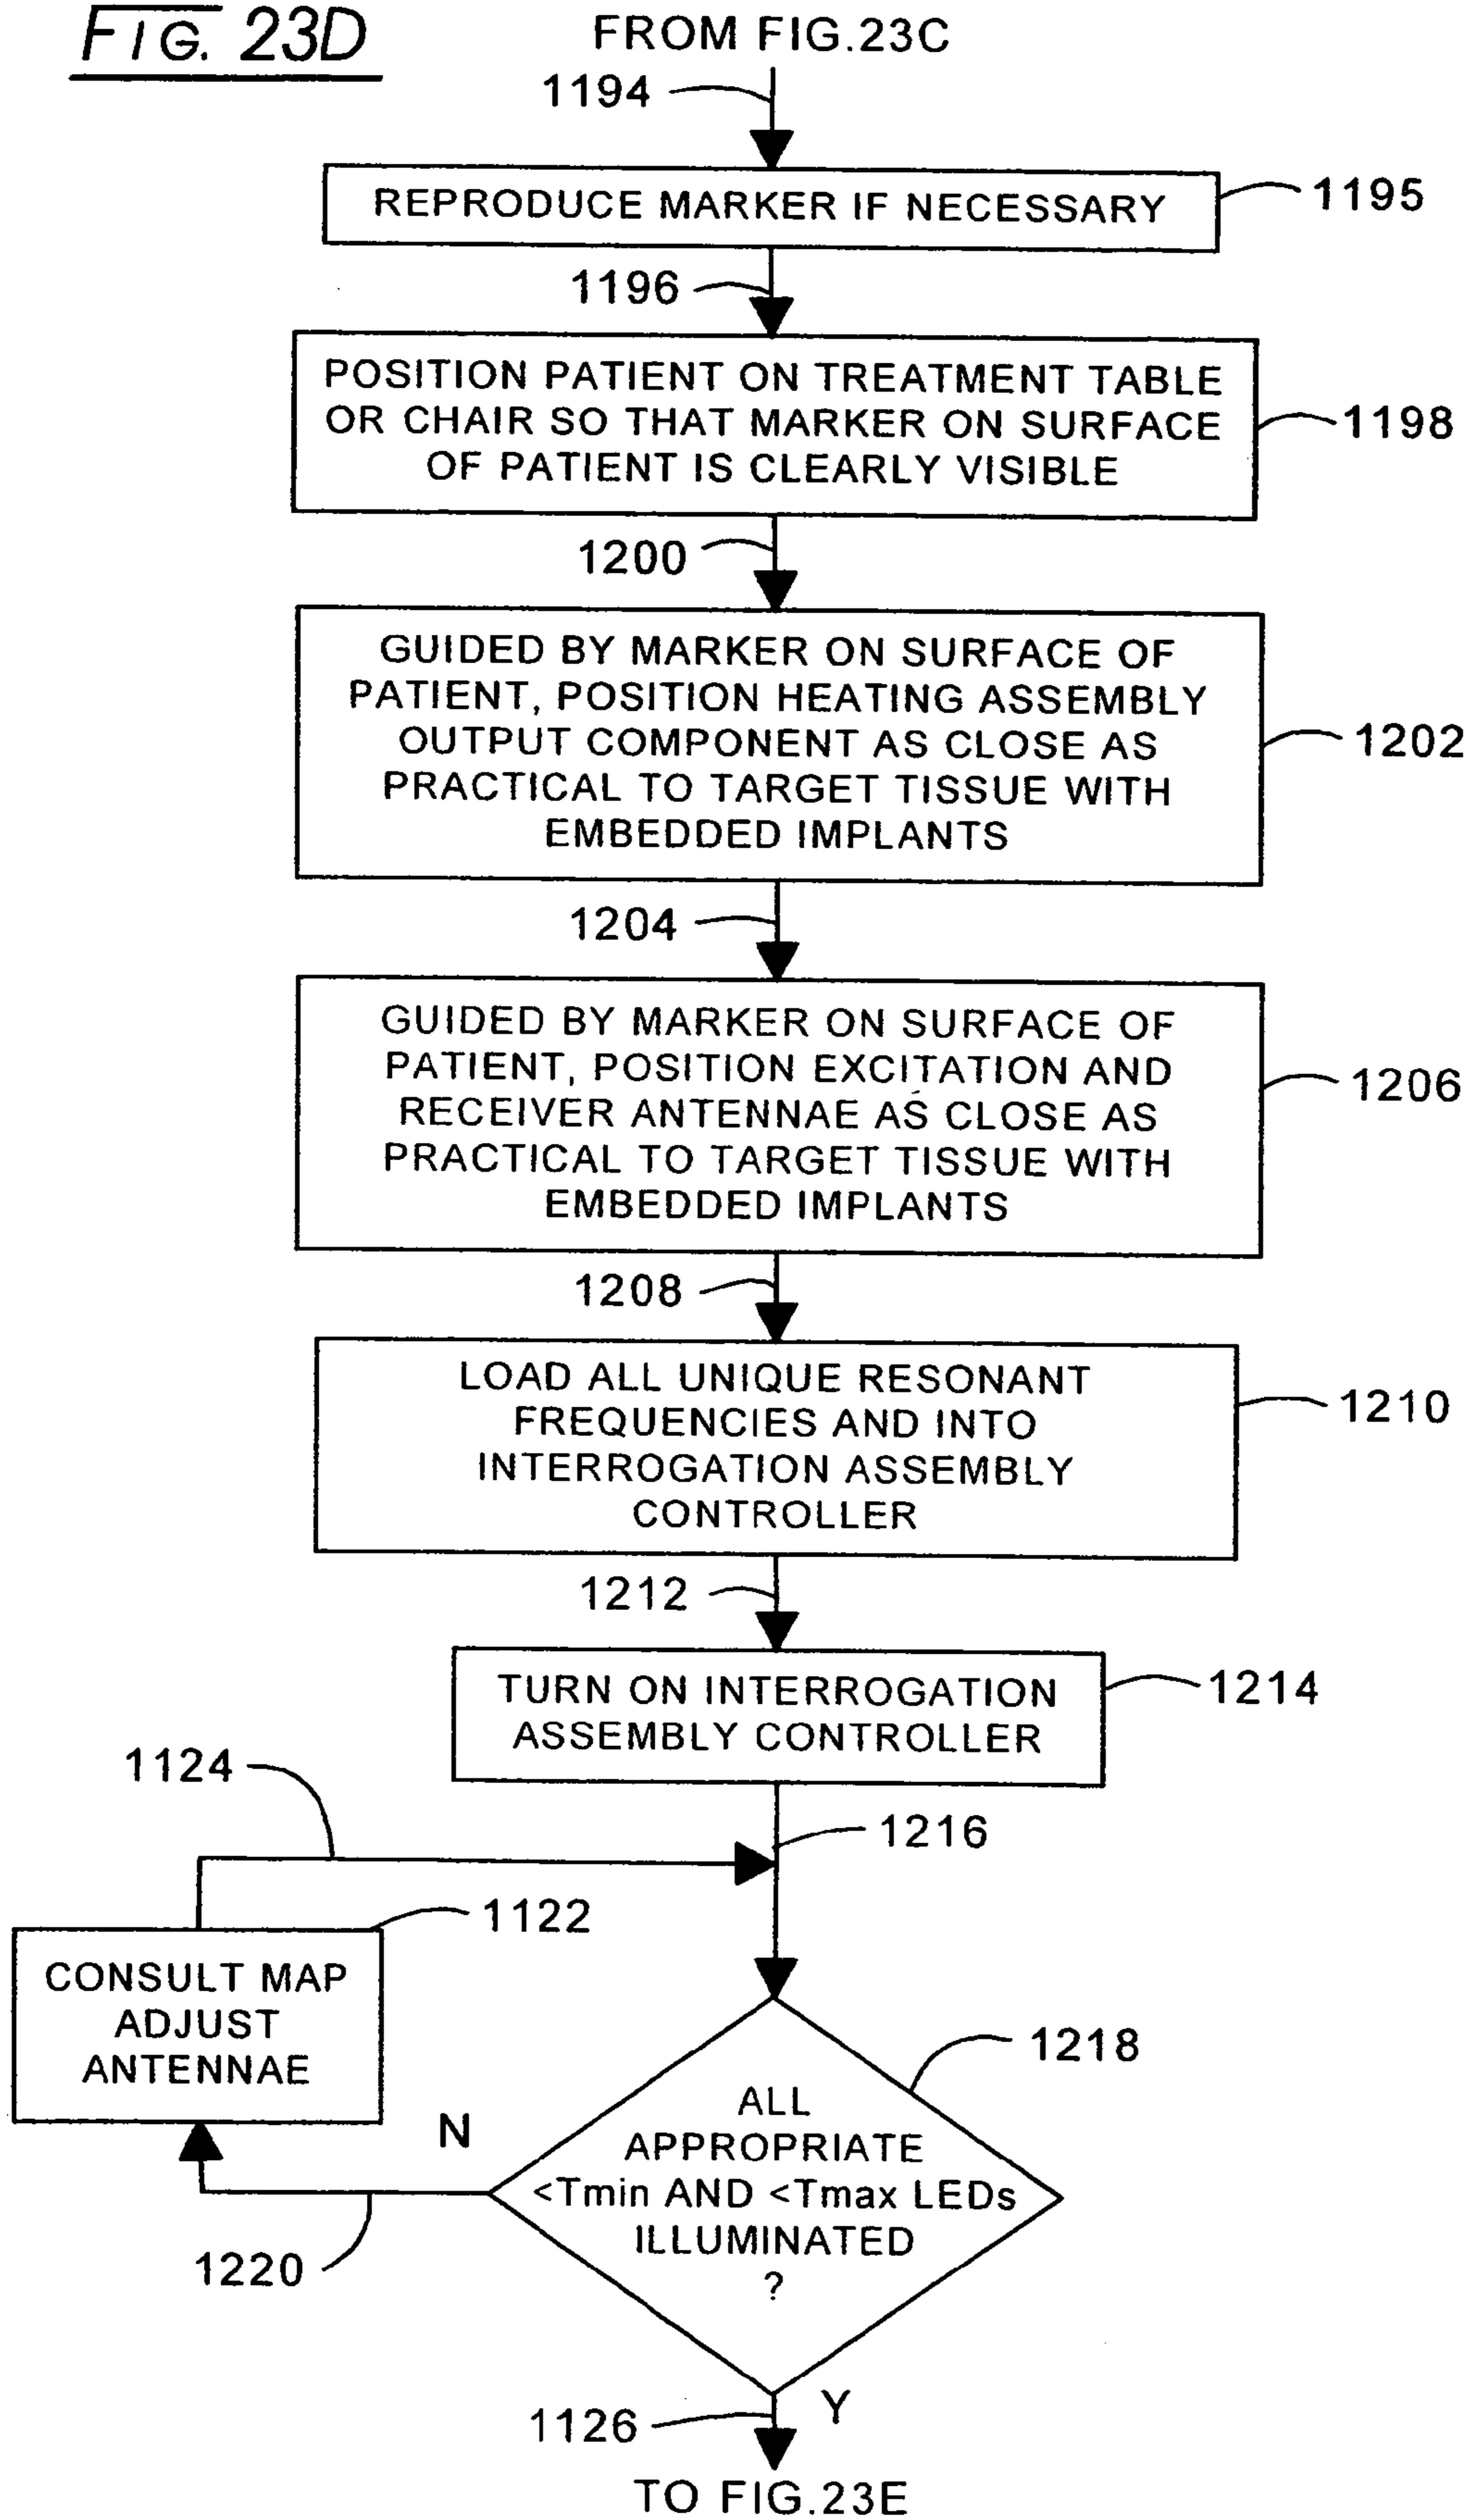 FIG. 23D
FROM FIG.23C
1194
REPRODUCE MARKER IF NECESSARY
1195
1196
POSITION PATIENT ON TREATMENT TABLE
OR CHAIR SO THAT MARKER ON SURFACE
OF PATIENT IS CLEARLY VISIBLE
1198
1200
GUIDED BY MARKER ON SURFACE OF
PATIENT, POSITION HEATING ASSEMBLY
OUTPUT COMPONENT AS CLOSE AS
PRACTICAL TO TARGET TISSUE WITH
EMBEDDED IMPLANTS
1202
1204
GUIDED BY MARKER ON SURFACE OF
PATIENT, POSITION EXCITATION AND
RECEIVER ANTENNAE AS CLOSE AS
PRACTICAL TO TARGET TISSUE WITH
EMBEDDED IMPLANTS
1206
1208
LOAD ALL UNIQUE RESONANT
FREQUENCIES AND INTO
INTERROGATION ASSEMBLY
CONTROLLER
1210
1212
TURN ON INTERROGATION
ASSEMBLY CONTROLLER
1214
1124
1216
1122
CONSULT MAP
ADJUST
ANTENNAE
1218
ALL
APPROPRIATE
<Tmin AND <Tmax LEDs
ILLUMINATED
?
N
1220
Y
1126
TO FIG.23E